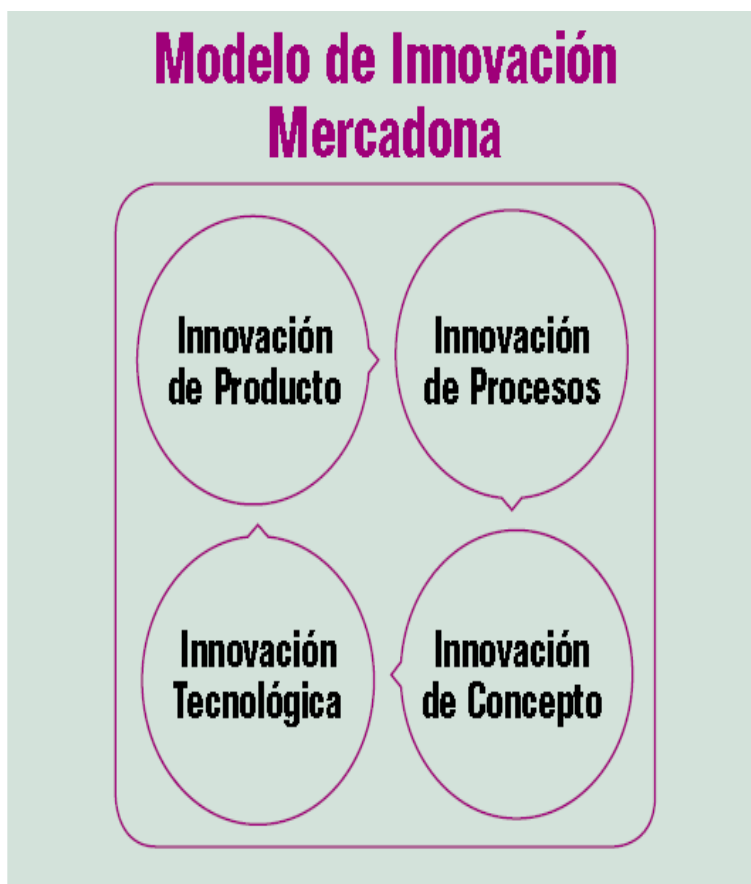 Modelo de Innovación
Mercadona
Innovación
de Producto
Innovación
de Procesos
Innovación
Tecnológica
Innovación
de Concepto